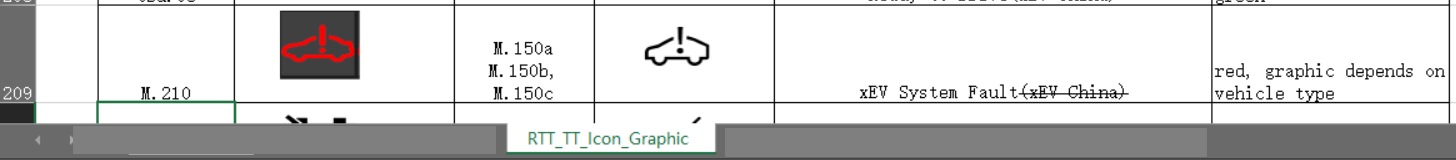 209
M.210
M.150a
M.150b,
M.150c
xEV System Fault(xEV China)
red, graphic depends on
vehicle type
RTT_TT_Icon_Graphic